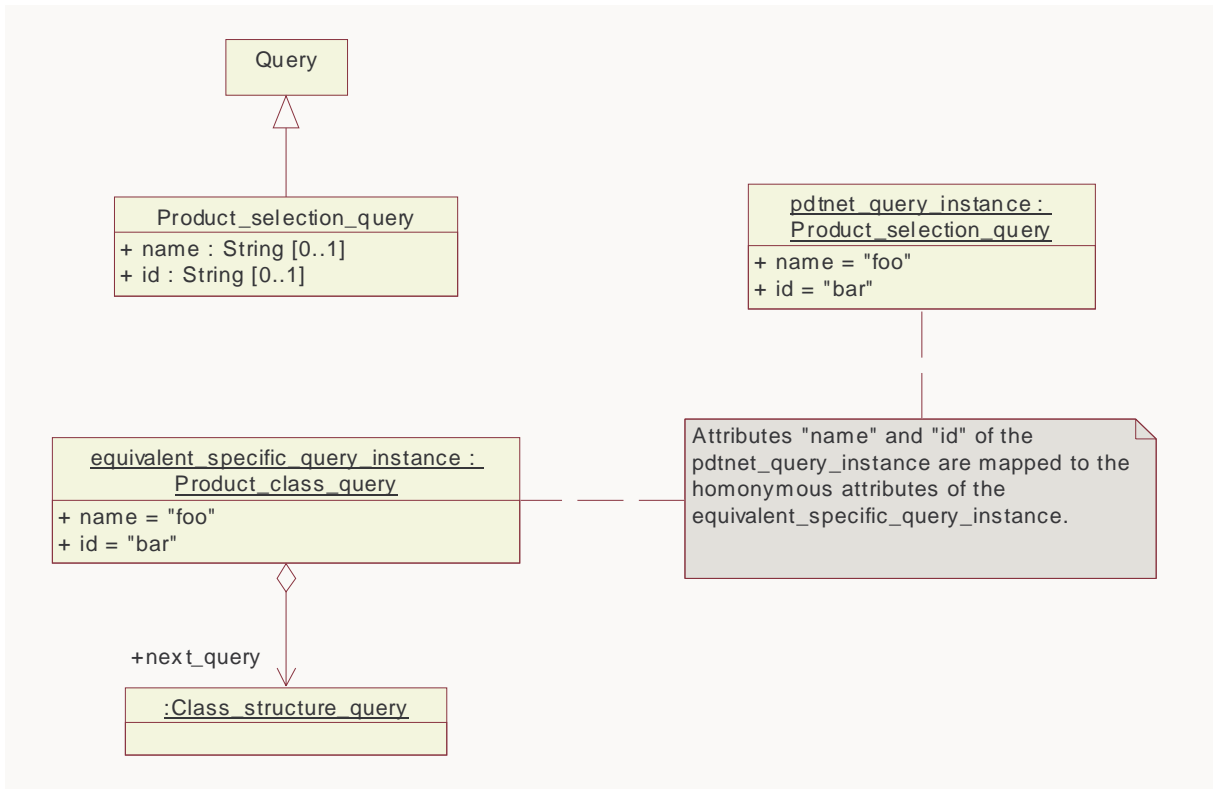 Query
Product_selection_query
+ name : String [0..1]
+ id : String [0..1]
pdtnet_query_instance :
Product_selection_query
+ name = "foo"
+ id = "bar"
equivalent_specific_query_instance :
Product_class_query
+ name = "foo"
+ id = "bar"
Attributes "name" and "id" of the
pdtnet_query_instance are mapped to the
homonymous attributes of the
equivalent_specific_query_instance.
+next_query
:Class_structure_query